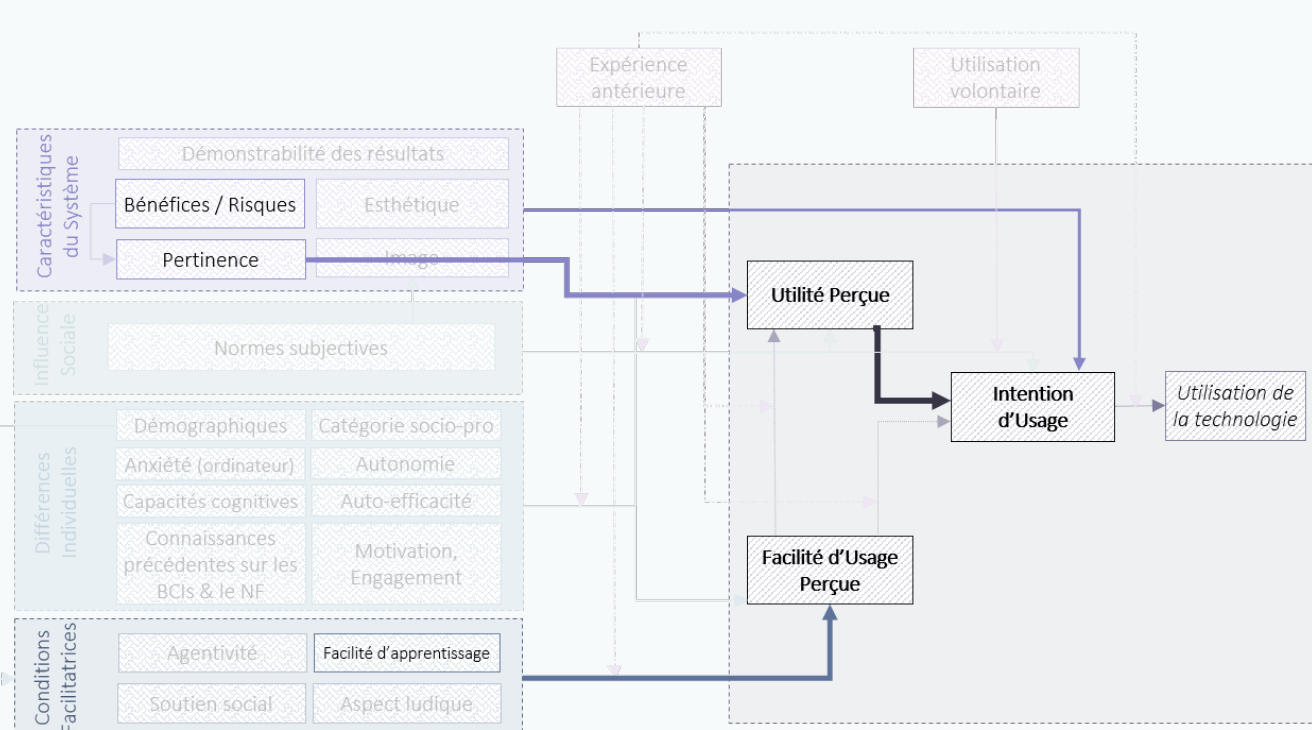 Expérience
antérieure
Utilisation
volontaire
Caractéristiques
du Système
Démonstrabilité des résultats
Bénéfices / Risques
Esthétique
Pertinence
Image
Influence
Sociale
Normes subjectives
Différences
Individuelles
Démographiques
Catégorie socio-pro
Anxiété (ordinateur)
Autonomie
Capacités cognitives
Auto-efficacité
Connaissances
précédentes sur les
BCIs & le NF
Motivation,
Engagement
Conditions
Facilitatrices
Agentivité
Facilité d'apprentissage
Soutien social
Aspect ludique
Utilité Perçue
Intention
d'Usage
Utilisation de
la technologie
Facilité d'Usage
Perçue